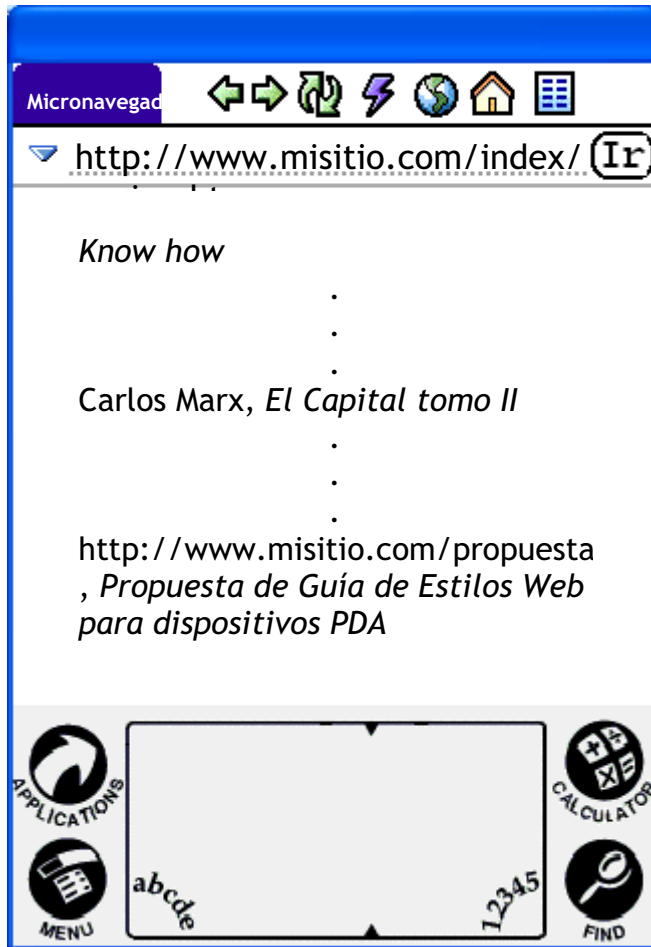 Micronavegad
http://www.misitio.com/index/ Ir
Know how
.
.
.
Carlos Marx, El Capital tomo II
.
.
.
http://www.misitio.com/propuesta
, Propuesta de Guía de Estilos Web
para dispositivos PDA
APPLICATIONS
CALCULATOR
abcde
12345
MENU
FIND